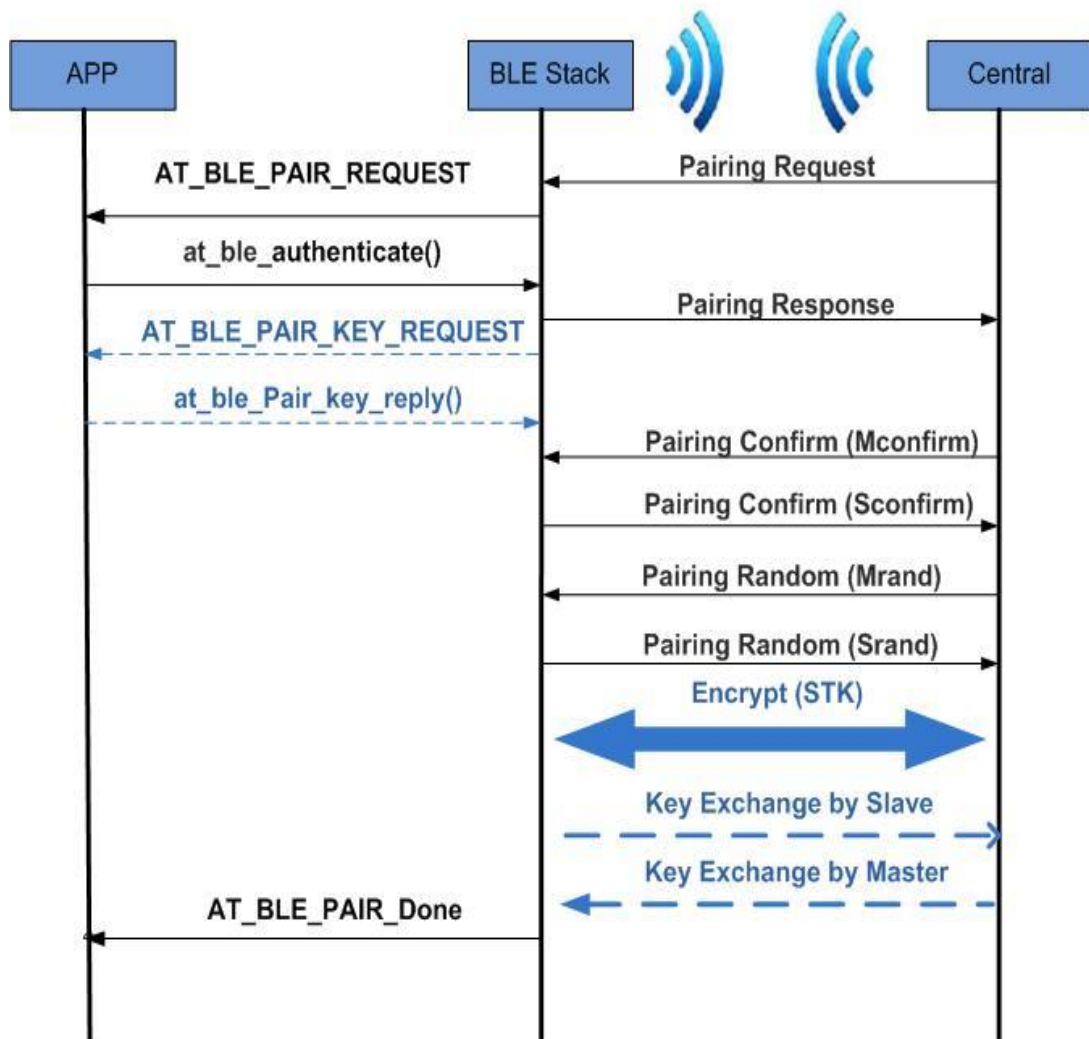 APP
BLE Stack
Central
Pairing Request
AT_BLE_PAIR_REQUEST
at_ble_authenticate()
Pairing Response
AT_BLE_PAIR_KEY_REQUEST
at_ble_Pair_key_reply()
Pairing Confirm (Mconfirm)
Pairing Confirm (Sconfirm)
Pairing Random (Mrand)
Pairing Random (Srand)
Encrypt (STK)
Key Exchange by Slave
Key Exchange by Master
AT_BLE_PAIR_Done